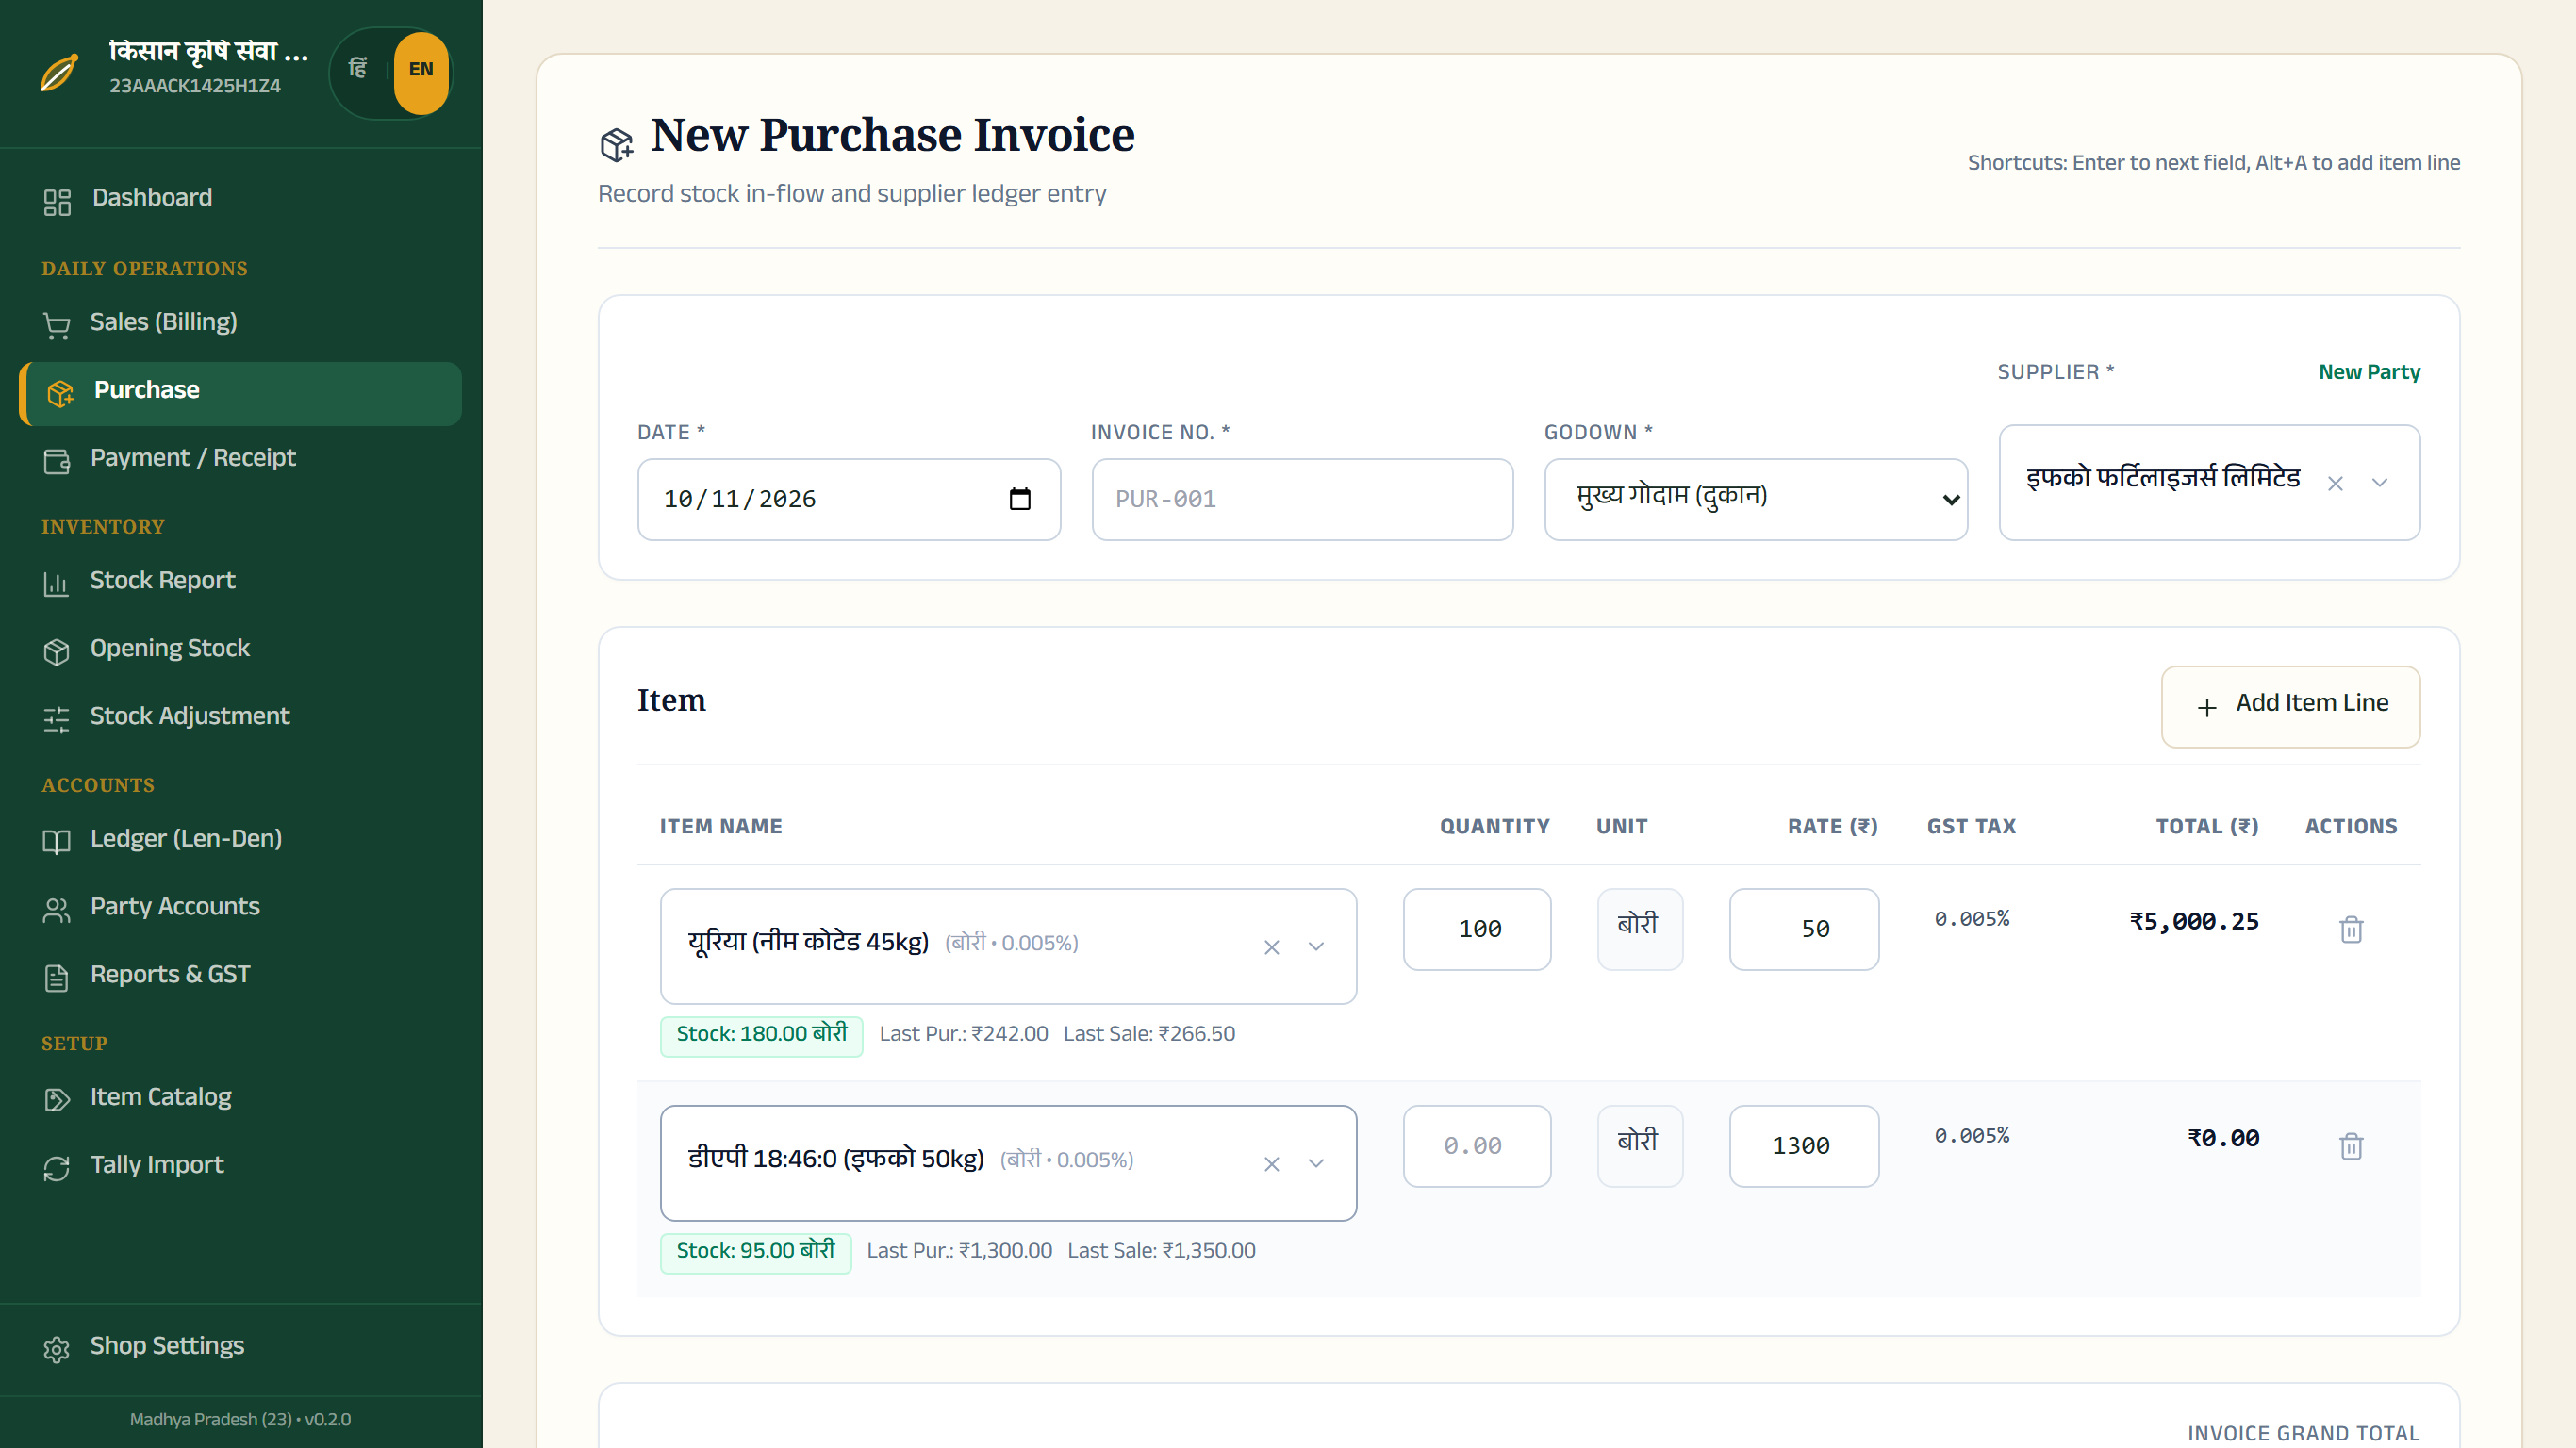 किसान कृषि सेवा ...
23AAACK1425H1Z4
हिं | EN
Dashboard
DAILY OPERATIONS
Sales (Billing)
Purchase
Payment / Receipt
INVENTORY
Stock Report
Opening Stock
Stock Adjustment
ACCOUNTS
Ledger (Len-Den)
Party Accounts
Reports & GST
SETUP
Item Catalog
Tally Import
Shop Settings
Madhya Pradesh (23) • v0.2.0
New Purchase Invoice
Record stock in-flow and supplier ledger entry
Shortcuts: Enter to next field, Alt+A to add item line
DATE *
10/11/2026
INVOICE NO. *
PUR-001
GODOWN *
मुख्य गोदाम (दुकान)
SUPPLIER * New Party
इफको फर्टिलाइजर्स लिमिटेड
Item
+ Add Item Line
ITEM NAME QUANTITY UNIT RATE (₹) GST TAX TOTAL (₹) ACTIONS
यूरिया (नीम कोटेड 45kg) (बोरी • 0.005%) 100 बोरी 50 0.005% ₹5,000.25
Stock: 180.00 बोरी Last Pur.: ₹242.00 Last Sale: ₹266.50
डीएपी 18:46:0 (इफको 50kg) (बोरी • 0.005%) 0.00 बोरी 1300 0.005% ₹0.00
Stock: 95.00 बोरी Last Pur.: ₹1,300.00 Last Sale: ₹1,350.00
INVOICE GRAND TOTAL